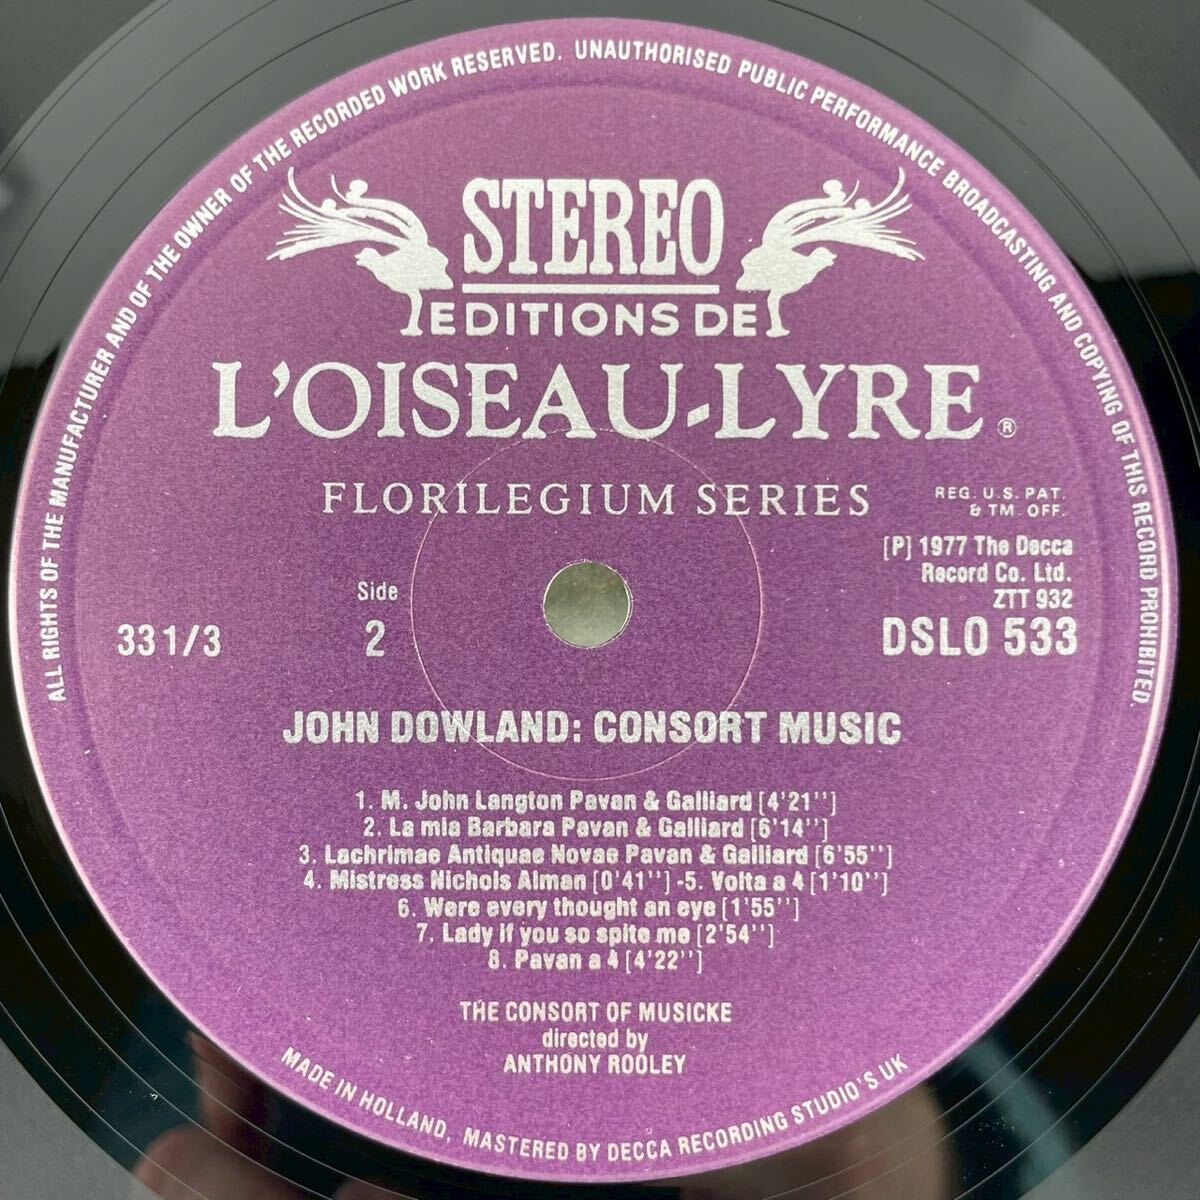 ALL RIGHTS OF THE MANUFACTURER AND OF THE OWNER OF THE RECORDED WORK RESERVED. UNAUTHORISED PUBLIC PERFORMANCE BROADCASTING AND COPYING OF THIS RECORD PROHIBITED.
STEREO
EDITIONS DE
L'OISEAU-LYRE ®
FLORILEGIUM SERIES
REG. U.S. PAT.
& TM. OFF.
[P] 1977 The Decca
Record Co. Ltd.
ZTT 932
DSLO 533
Side
2
33 1/3
JOHN DOWLAND: CONSORT MUSIC
1. M. John Langton Pavan & Galliard [4'21'']
2. La mia Barbara Pavan & Galliard [6'14'']
3. Lachrimae Antiquae Novae Pavan & Galliard [6'55'']
4. Mistress Nichols Alman [0'41''] -5. Volta a 4 [1'10'']
6. Were every thought an eye [1'55'']
7. Lady if you so spite me [2'54'']
8. Pavan a 4 [4'22'']
THE CONSORT OF MUSICKE
directed by
ANTHONY ROOLEY
MADE IN HOLLAND, MASTERED BY DECCA RECORDING STUDIO'S UK